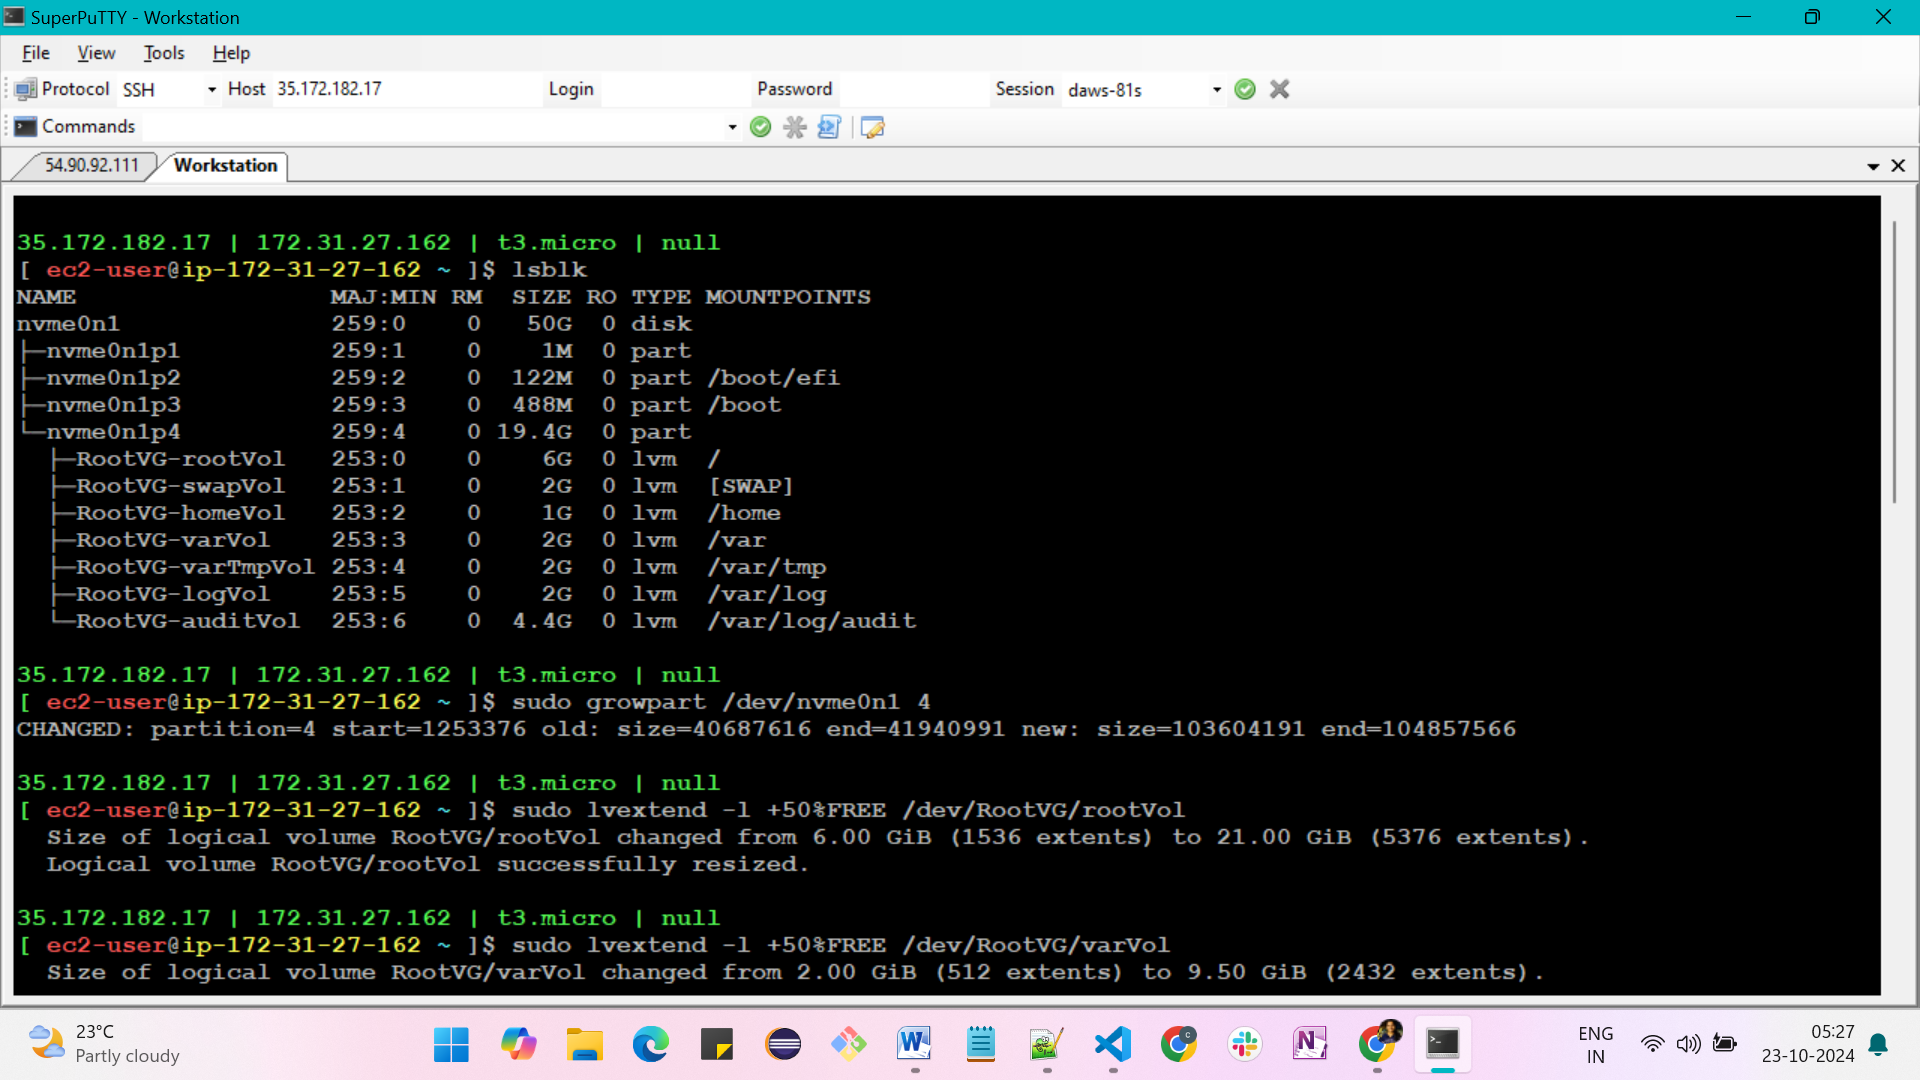 SuperPuTTY - Workstation
File View Tools Help
Protocol SSH Host 35.172.182.17 Login Password Session daws-81s
Commands
54.90.92.111 Workstation
35.172.182.17 | 172.31.27.162 | t3.micro | null
[ ec2-user@ip-172-31-27-162 ~ ]$ lsblk
NAME MAJ:MIN RM SIZE RO TYPE MOUNTPOINTS
nvme0n1 259:0 0 50G 0 disk
├─nvme0n1p1 259:1 0 1M 0 part
├─nvme0n1p2 259:2 0 122M 0 part /boot/efi
├─nvme0n1p3 259:3 0 488M 0 part /boot
└─nvme0n1p4 259:4 0 19.4G 0 part
├─RootVG-rootVol 253:0 0 6G 0 lvm /
├─RootVG-swapVol 253:1 0 2G 0 lvm [SWAP]
├─RootVG-homeVol 253:2 0 1G 0 lvm /home
├─RootVG-varVol 253:3 0 2G 0 lvm /var
├─RootVG-varTmpVol 253:4 0 2G 0 lvm /var/tmp
├─RootVG-logVol 253:5 0 2G 0 lvm /var/log
└─RootVG-auditVol 253:6 0 4.4G 0 lvm /var/log/audit
35.172.182.17 | 172.31.27.162 | t3.micro | null
[ ec2-user@ip-172-31-27-162 ~ ]$ sudo growpart /dev/nvme0n1 4
CHANGED: partition=4 start=1253376 old: size=40687616 end=41940991 new: size=103604191 end=104857566
35.172.182.17 | 172.31.27.162 | t3.micro | null
[ ec2-user@ip-172-31-27-162 ~ ]$ sudo lvextend -l +50%FREE /dev/RootVG/rootVol
Size of logical volume RootVG/rootVol changed from 6.00 GiB (1536 extents) to 21.00 GiB (5376 extents).
Logical volume RootVG/rootVol successfully resized.
35.172.182.17 | 172.31.27.162 | t3.micro | null
[ ec2-user@ip-172-31-27-162 ~ ]$ sudo lvextend -l +50%FREE /dev/RootVG/varVol
Size of logical volume RootVG/varVol changed from 2.00 GiB (512 extents) to 9.50 GiB (2432 extents).
23°C
Partly cloudy
ENG
IN
05:27
23-10-2024